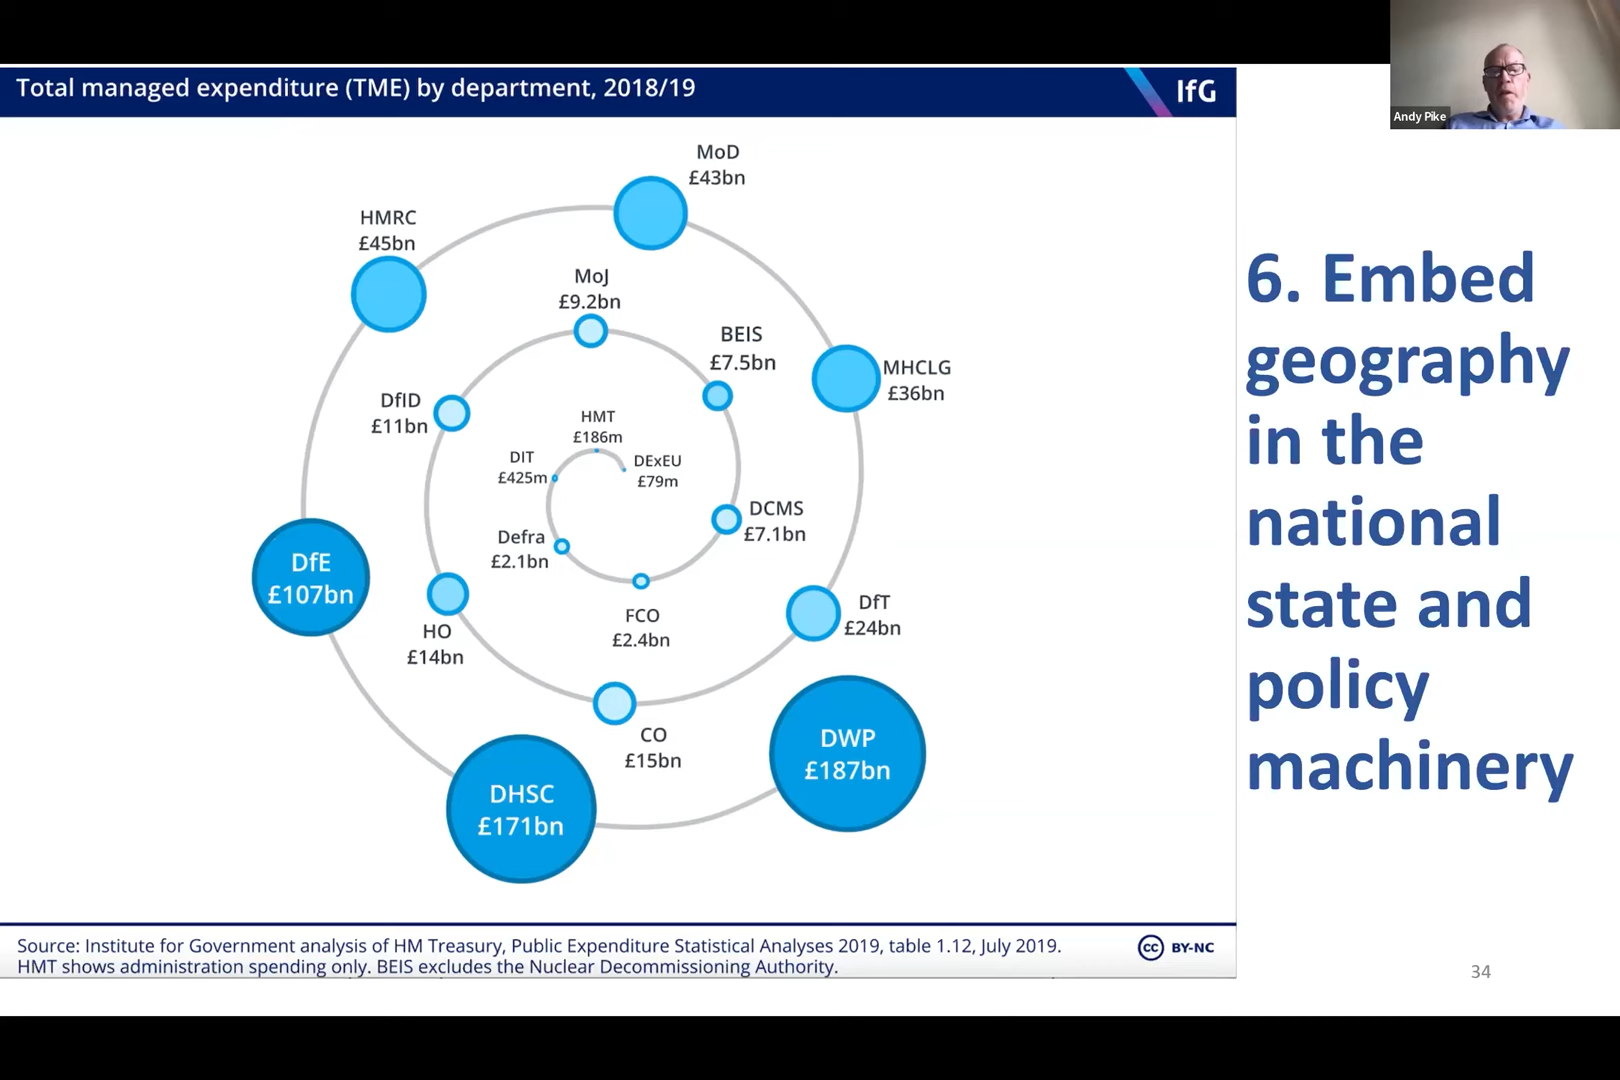 Total managed expenditure (TME) by department, 2018/19
IfG
Andy Pike
MoD
£43bn
HMRC
£45bn
MoJ
£9.2bn
BEIS
£7.5bn
MHCLG
£36bn
DfID
£11bn
HMT
£186m
DIT
£425m
DExEU
£79m
DCMS
£7.1bn
Defra
£2.1bn
DfE
£107bn
FCO
£2.4bn
DfT
£24bn
HO
£14bn
CO
£15bn
DWP
£187bn
DHSC
£171bn
6. Embed
geography
in the
national
state and
policy
machinery
Source: Institute for Government analysis of HM Treasury, Public Expenditure Statistical Analyses 2019, table 1.12, July 2019.
HMT shows administration spending only. BEIS excludes the Nuclear Decommissioning Authority.
cc BY-NC
34